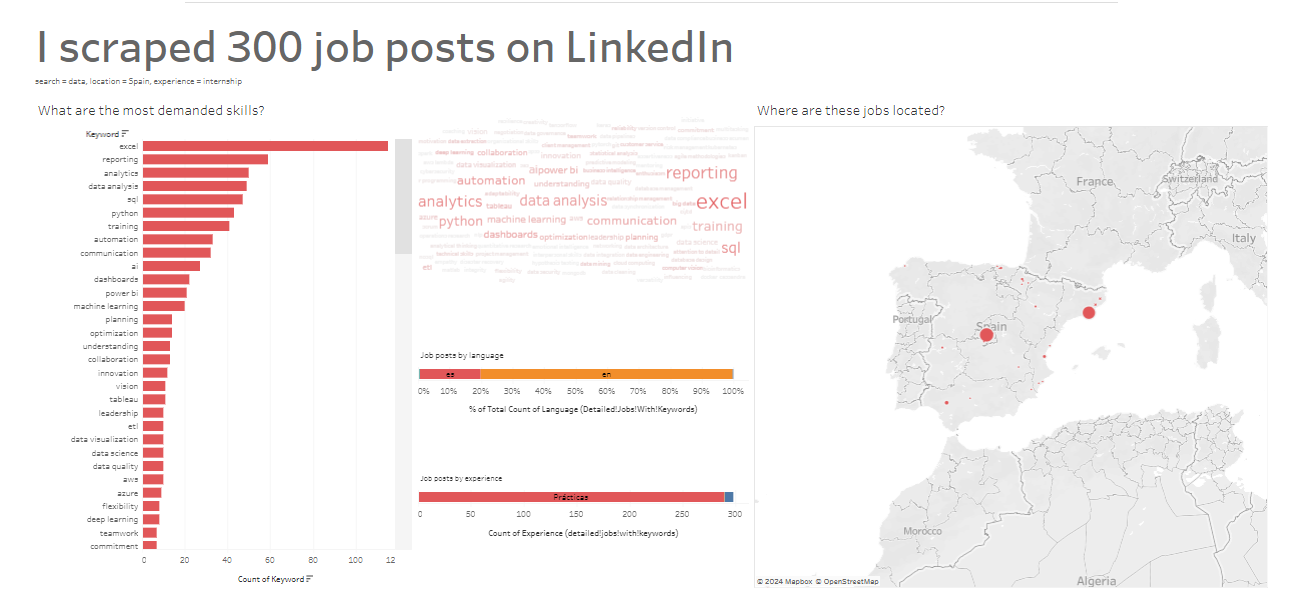 I scraped 300 job posts on LinkedIn
search = data, location = Spain, experience = internship
What are the most demanded skills?
Keyword
excel
reporting
analytics
data analysis
sql
python
training
automation
communication
ai
dashboards
power bi
machine learning
planning
optimization
understanding
collaboration
innovation
vision
tableau
leadership
etl
data visualization
data science
data quality
aws
azure
flexibility
deep learning
teamwork
commitment
0 20 40 60 80 100 12
Count of Keyword
vision
deep learning collaboration innovation
data visualization ai power bi reporting
automation understanding data quality
analytics tableau data analysis excel
azure python machine learning aws communication training
dashboards optimization leadership planning
data science sql
etl
Job posts by language
es en
0% 10% 20% 30% 40% 50% 60% 70% 80% 90% 100%
% of Total Count of Language (Detailed!Jobs!With!Keywords)
Job posts by experience
Prácticas
0 50 100 150 200 250 300
Count of Experience (detailed!jobs!with!keywords)
Where are these jobs located?
France
Switzerland
Italy
Portugal
Spain
Morocco
Algeria
© 2024 Mapbox © OpenStreetMap